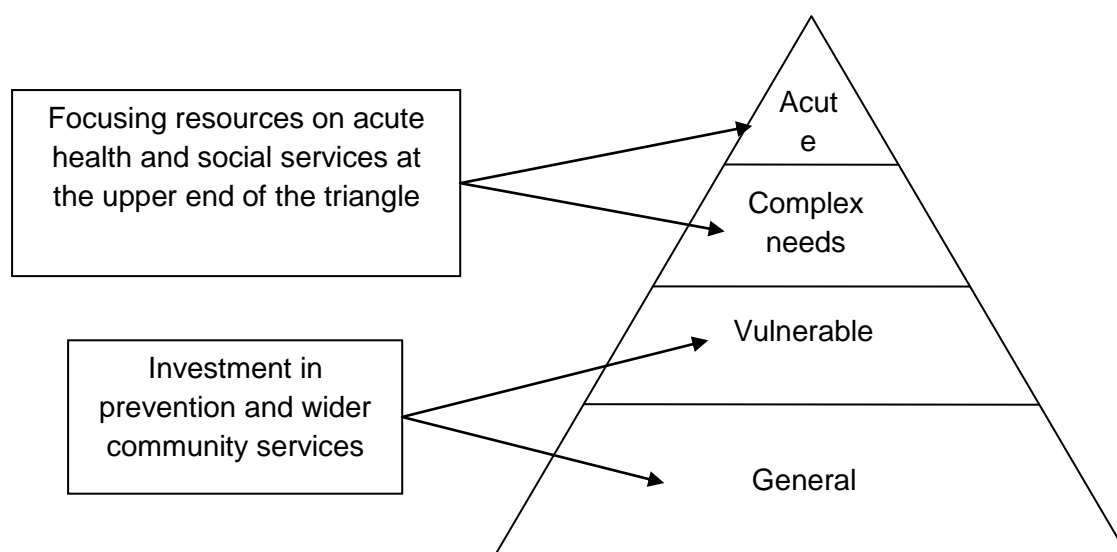 Focusing resources on acute
health and social services at
the upper end of the triangle
Acut
e
Complex
needs
Investment in
prevention and wider
community services
Vulnerable
General